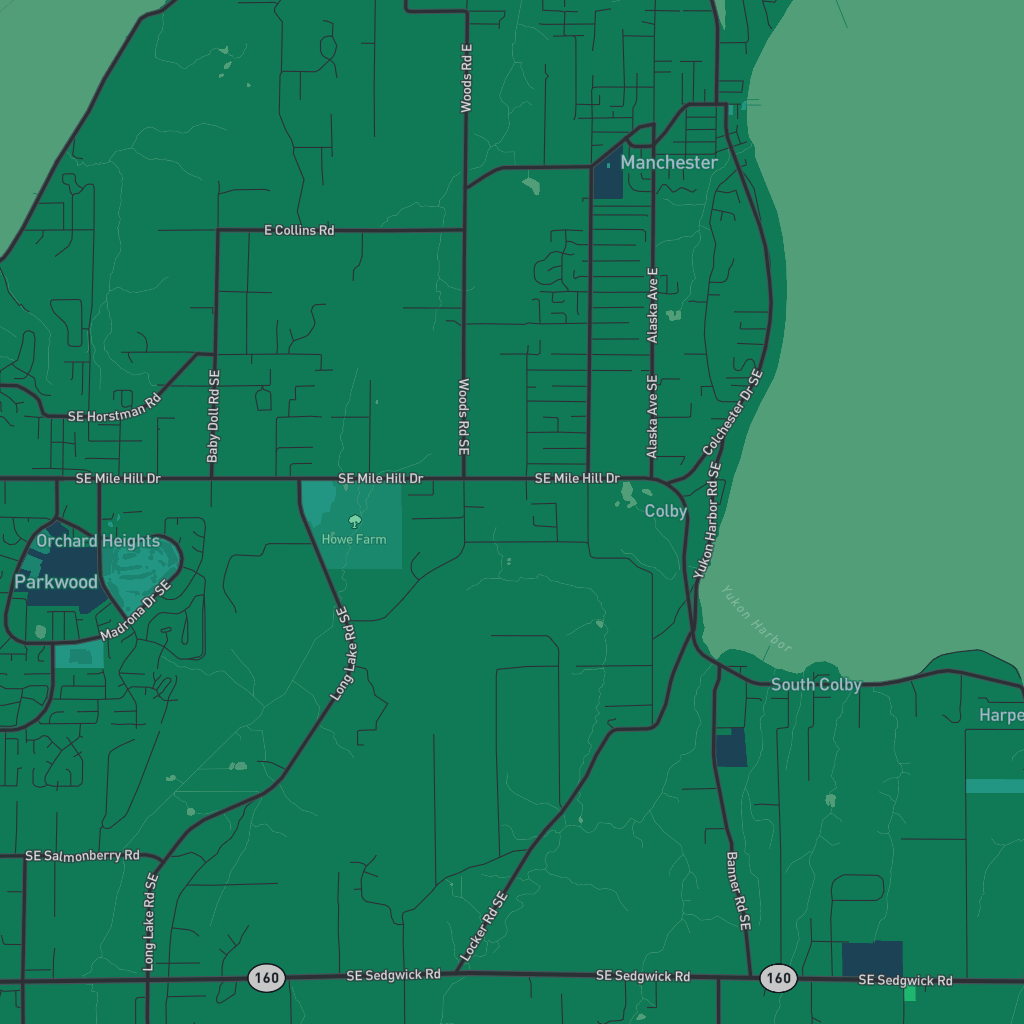 Woods Rd E
Manchester
E Collins Rd
Alaska Ave E
SE Horstman Rd
Baby Doll Rd SE
Woods Rd SE
Alaska Ave SE
Colchester Dr SE
SE Mile Hill Dr
SE Mile Hill Dr
SE Mile Hill Dr
Colby
Yukon Harbor Rd SE
Howe Farm
Orchard Heights
Parkwood
Madrona Dr SE
Long Lake Rd SE
Yukon Harbor
South Colby
Harpe
SE Salmonberry Rd
Long Lake Rd SE
Locker Rd SE
Banner Rd SE
160
SE Sedgwick Rd
SE Sedgwick Rd
160
SE Sedgwick Rd